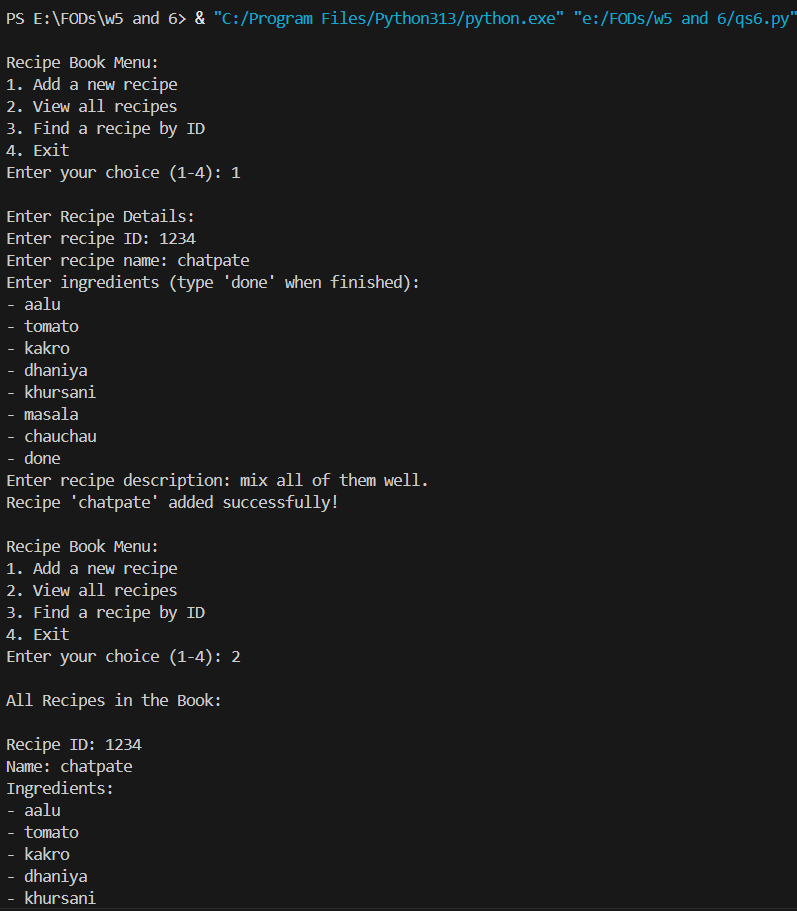 PS E:\FODs\w5 and 6> & "C:/Program Files/Python313/python.exe" "e:/FODs/w5 and 6/qs6.py"
Recipe Book Menu:
1. Add a new recipe
2. View all recipes
3. Find a recipe by ID
4. Exit
Enter your choice (1-4): 1
Enter Recipe Details:
Enter recipe ID: 1234
Enter recipe name: chatpate
Enter ingredients (type 'done' when finished):
- aalu
- tomato
- kakro
- dhaniya
- khursani
- masala
- chauchau
- done
Enter recipe description: mix all of them well.
Recipe 'chatpate' added successfully!
Recipe Book Menu:
1. Add a new recipe
2. View all recipes
3. Find a recipe by ID
4. Exit
Enter your choice (1-4): 2
All Recipes in the Book:
Recipe ID: 1234
Name: chatpate
Ingredients:
- aalu
- tomato
- kakro
- dhaniya
- khursani